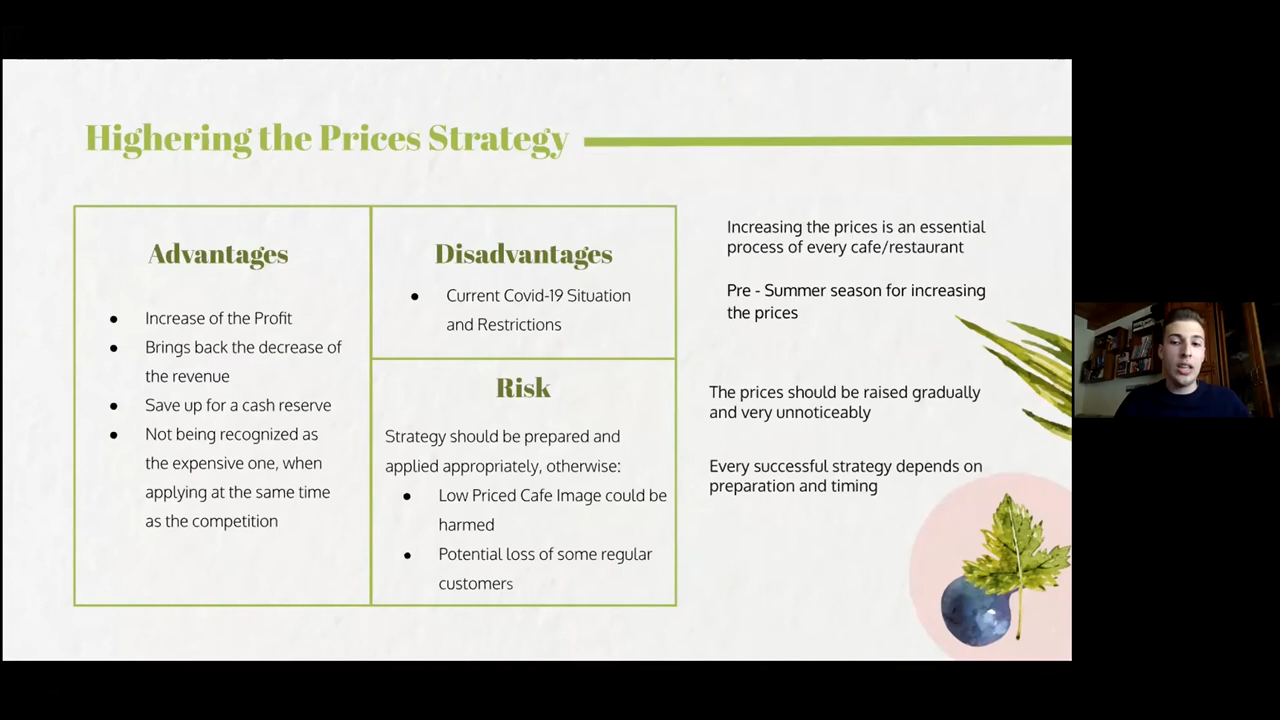 Highering the Prices Strategy
Advantages
● Increase of the Profit
● Brings back the decrease of
the revenue
● Save up for a cash reserve
● Not being recognized as
the expensive one, when
applying at the same time
as the competition
Disadvantages
● Current Covid-19 Situation
and Restrictions
Risk
Strategy should be prepared and
applied appropriately, otherwise:
● Low Priced Cafe Image could be
harmed
● Potential loss of some regular
customers
Increasing the prices is an essential
process of every cafe/restaurant
Pre - Summer season for increasing
the prices
The prices should be raised gradually
and very unnoticeably
Every successful strategy depends on
preparation and timing